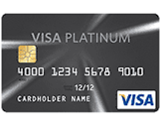 VISA PLATINUM
4000 1234 5678 9010
12/12
CARDHOLDER NAME
VISA